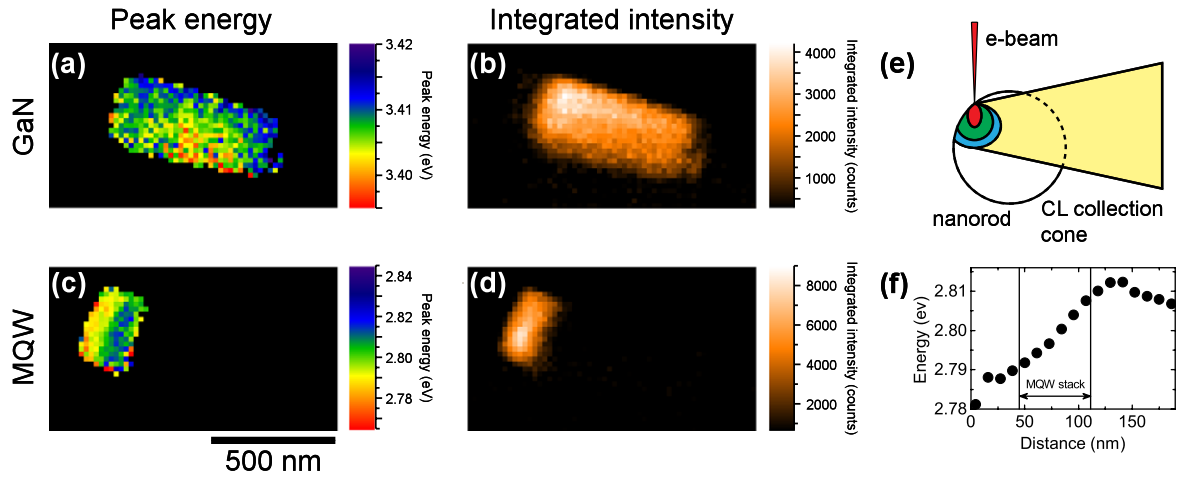 Peak energy
Integrated intensity
GaN
(a)
3.42
3.41
3.40
Peak energy (eV)
(b)
4000
3000
2000
1000
Integrated intensity (counts)
(e)
e-beam
nanorod
CL collection
cone
MQW
(c)
2.84
2.82
2.80
2.78
Peak energy (eV)
500 nm
(d)
8000
6000
4000
2000
Integrated intensity (counts)
(f)
Energy (ev)
2.81
2.80
2.79
2.78
MQW stack
0
50
100
150
Distance (nm)